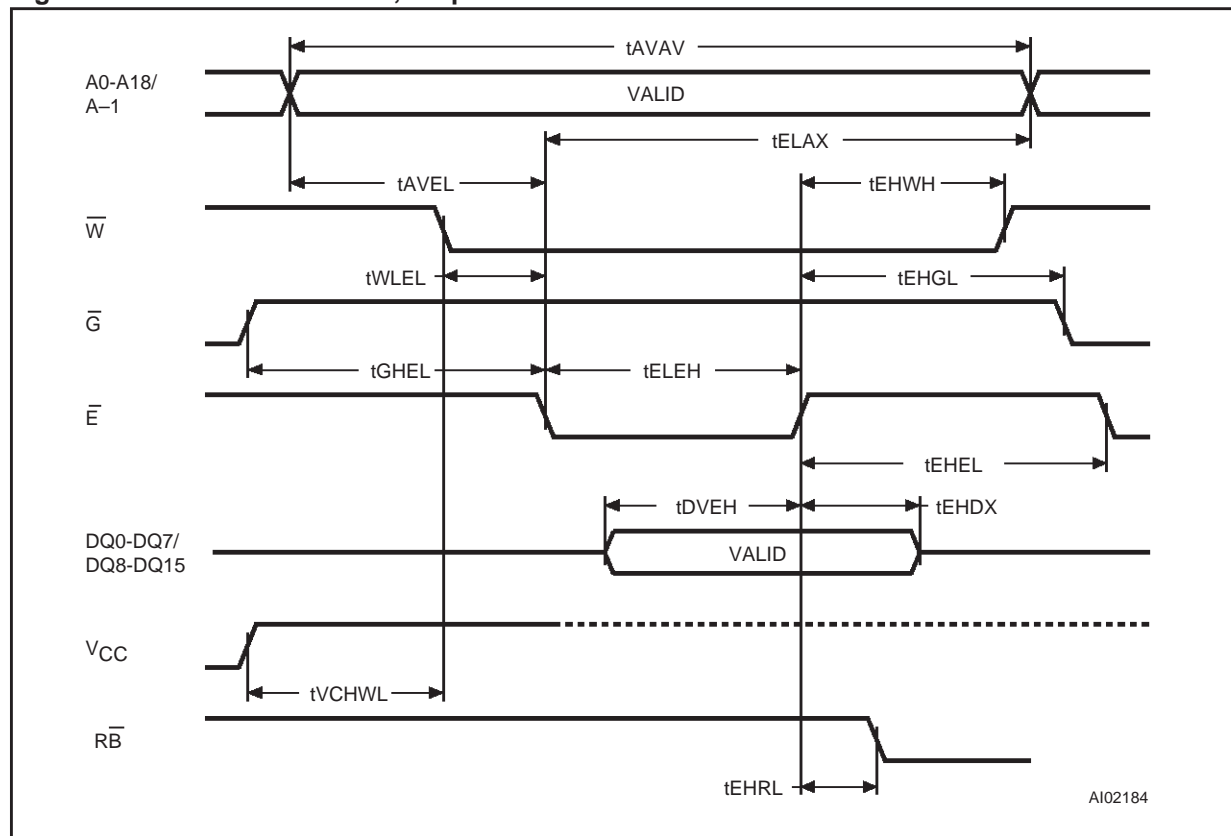 tAVAV
A0-A18/
A–1
VALID
tELAX
tAVEL
tEHWH
W̅
tWLEL
tEHGL
G̅
tGHEL
tELEH
E̅
tEHEL
tDVEH
tEHDX
DQ0-DQ7/
DQ8-DQ15
VALID
VCC
tVCHWL
RB̅
tEHRL
AI02184